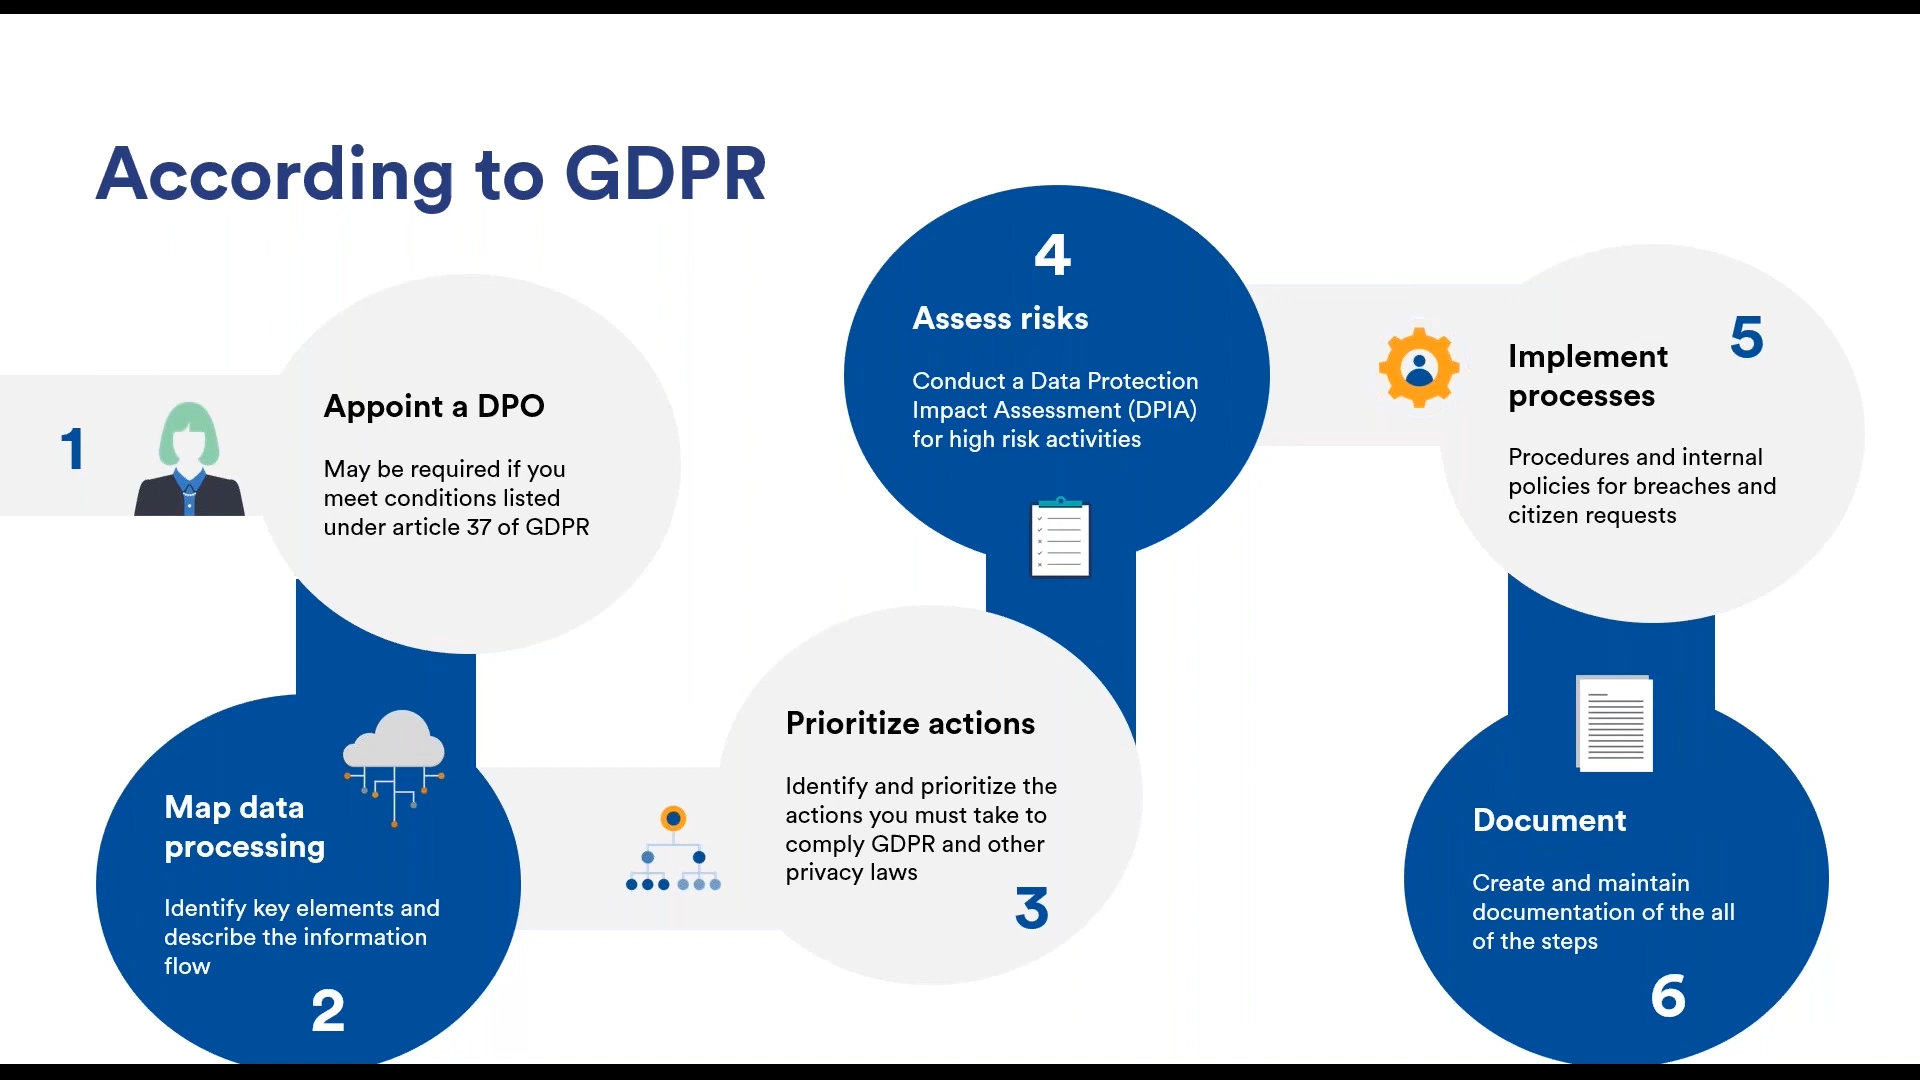 According to GDPR
1
Appoint a DPO
May be required if you
meet conditions listed
under article 37 of GDPR
Map data
processing
Identify key elements and
describe the information
flow
2
Prioritize actions
Identify and prioritize the
actions you must take to
comply GDPR and other
privacy laws
3
4
Assess risks
Conduct a Data Protection
Impact Assessment (DPIA)
for high risk activities
5
Implement
processes
Procedures and internal
policies for breaches and
citizen requests
Document
Create and maintain
documentation of the all
of the steps
6